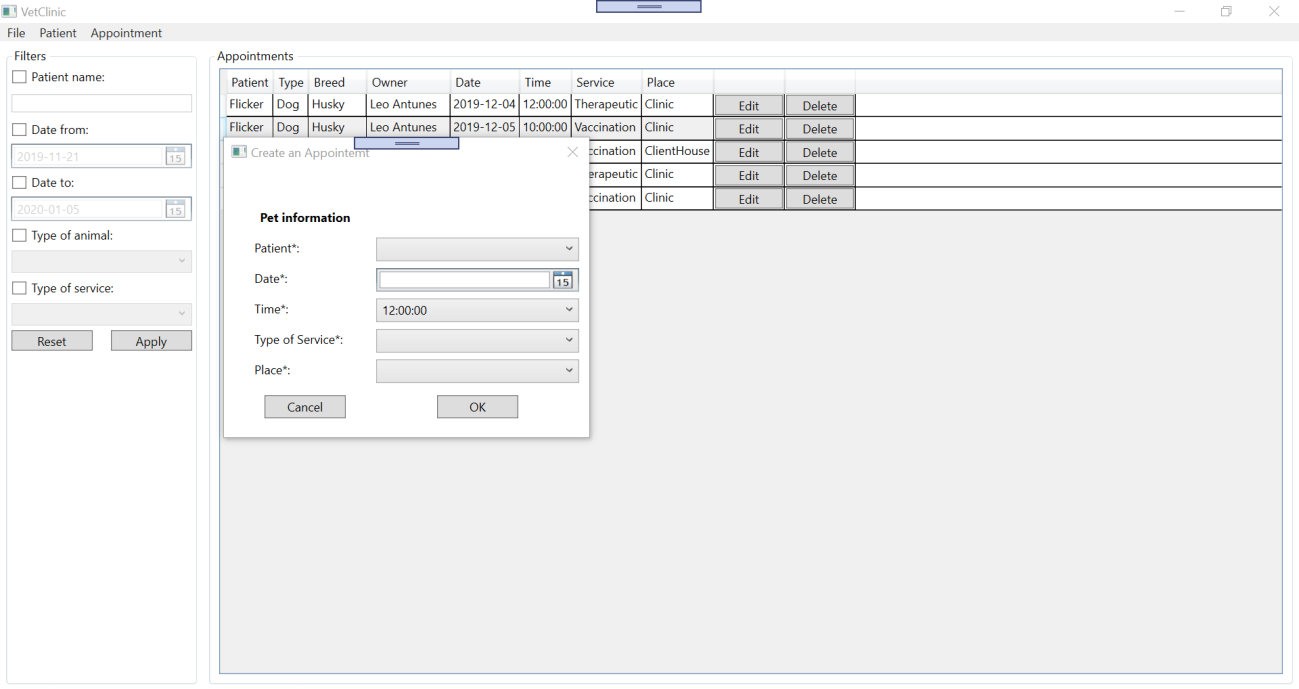 VetClinic
File Patient Appointment
Filters
Patient name:
Date from:
2019-11-21 15
Date to:
2020-01-05 15
Type of animal:
Type of service:
Reset Apply
Appointments
Patient Type Breed Owner Date Time Service Place
Flicker Dog Husky Leo Antunes 2019-12-04 12:00:00 Therapeutic Clinic Edit Delete
Flicker Dog Husky Leo Antunes 2019-12-05 10:00:00 Vaccination Clinic Edit Delete
ccination ClientHouse Edit Delete
erapeutic Clinic Edit Delete
ccination Clinic Edit Delete
Create an Appointemt
Pet information
Patient*:
Date*: 15
Time*: 12:00:00
Type of Service*:
Place*:
Cancel OK